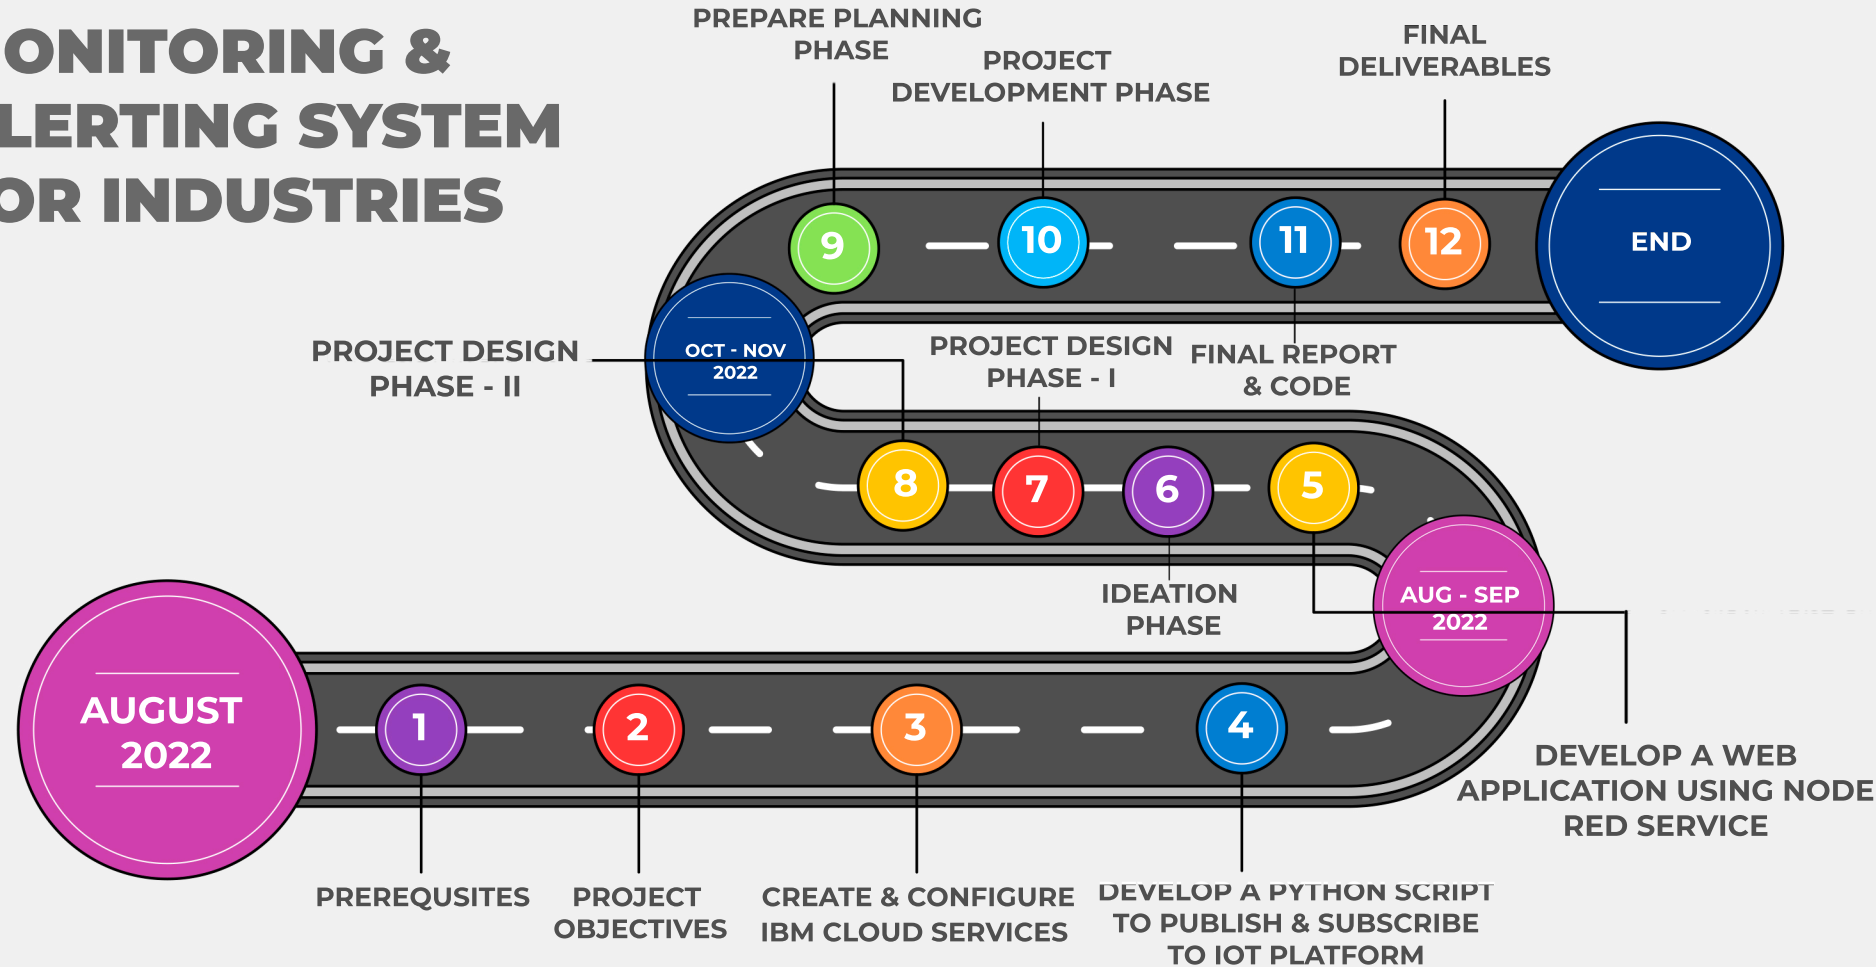 ONITORING &
LERTING SYSTEM
OR INDUSTRIES
PREPARE PLANNING
PHASE
PROJECT
DEVELOPMENT PHASE
FINAL
DELIVERABLES
9
10
11
12
END
OCT - NOV
2022
PROJECT DESIGN
PHASE - II
PROJECT DESIGN
PHASE - I
FINAL REPORT
& CODE
8
7
6
5
IDEATION
PHASE
AUG - SEP
2022
AUGUST
2022
1
2
3
4
DEVELOP A WEB
APPLICATION USING NODE
RED SERVICE
PREREQUSITES
PROJECT
OBJECTIVES
CREATE & CONFIGURE
IBM CLOUD SERVICES
DEVELOP A PYTHON SCRIPT
TO PUBLISH & SUBSCRIBE
TO IOT PLATFORM